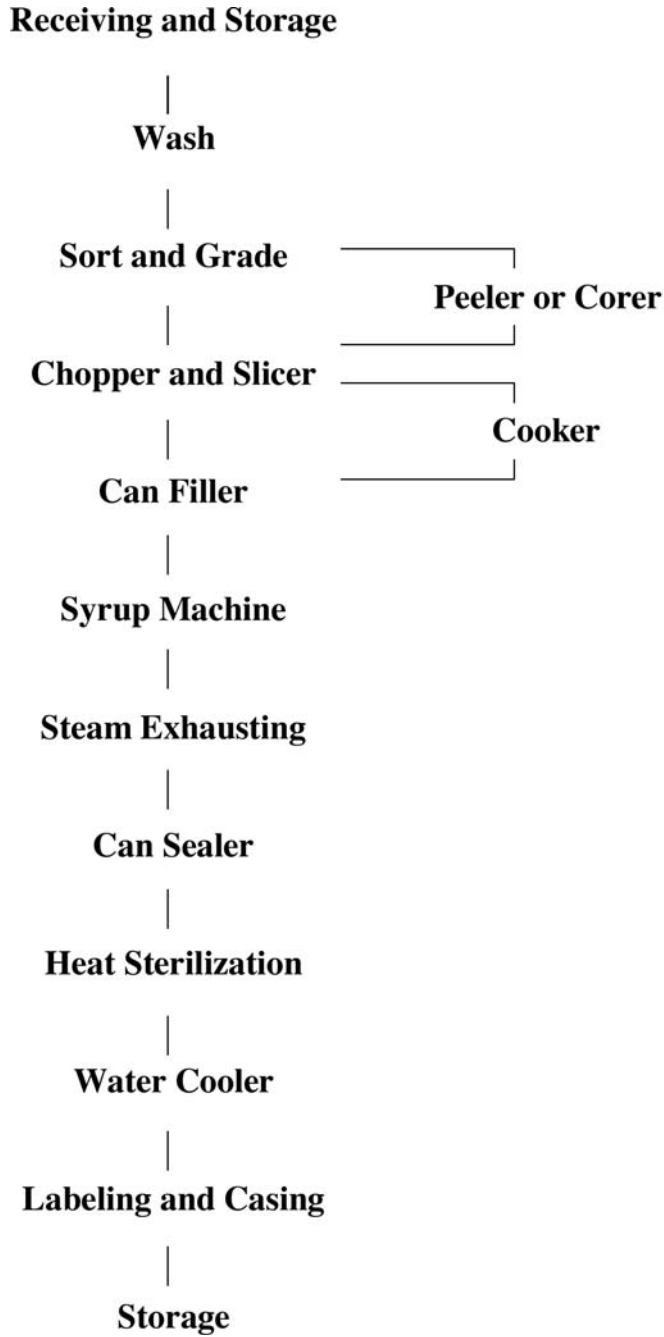 Receiving and Storage
Wash
Sort and Grade
Peeler or Corer
Chopper and Slicer
Cooker
Can Filler
Syrup Machine
Steam Exhausting
Can Sealer
Heat Sterilization
Water Cooler
Labeling and Casing
Storage